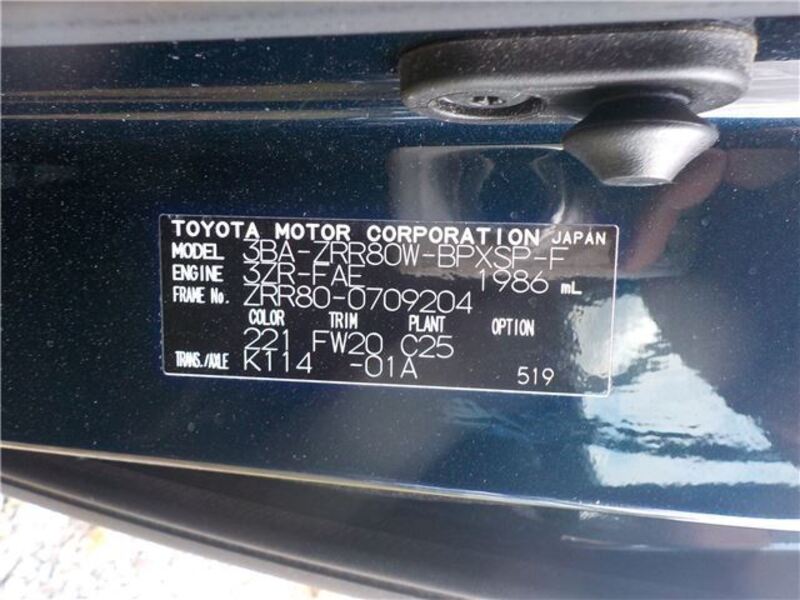 TOYOTA MOTOR CORPORATION JAPAN
MODEL 3BA-ZRR80W-BPXSP-F
ENGINE 3ZR-FAE 1986 mL
FRAME No. ZRR80-0709204
COLOR TRIM PLANT OPTION
221 FW20 C25
TRANS./AXLE K114 -01A 519